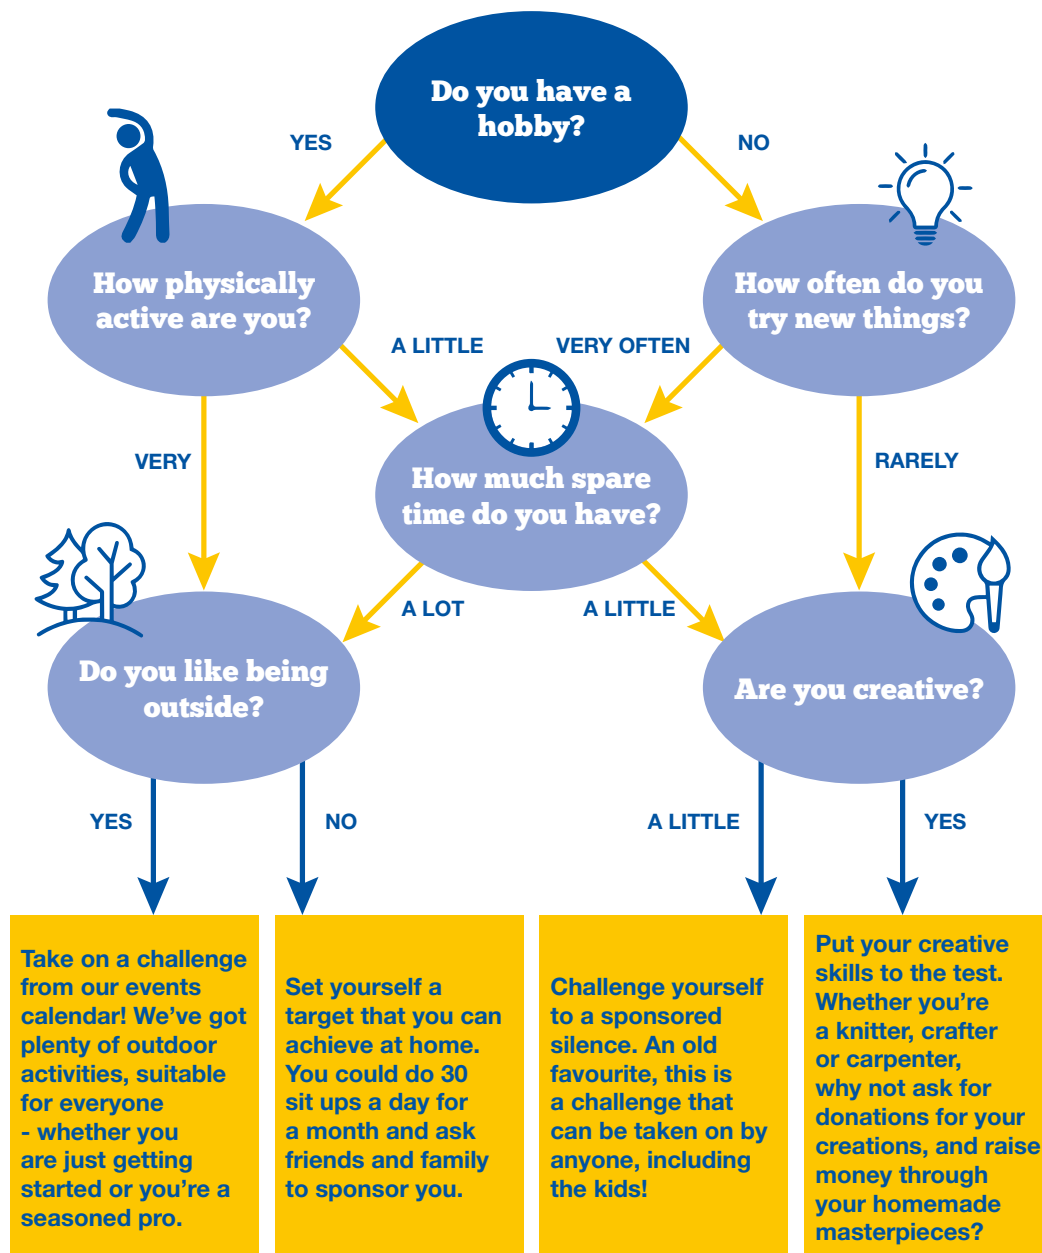 Do you have a
hobby?
YES
NO
How physically
active are you?
How often do you
try new things?
A LITTLE
VERY OFTEN
VERY
RARELY
How much spare
time do you have?
A LOT
A LITTLE
Do you like being
outside?
Are you creative?
YES
NO
A LITTLE
YES
Take on a challenge
from our events
calendar! We’ve got
plenty of outdoor
activities, suitable
for everyone
- whether you
are just getting
started or you’re a
seasoned pro.
Set yourself a
target that you can
achieve at home.
You could do 30
sit ups a day for
a month and ask
friends and family
to sponsor you.
Challenge yourself
to a sponsored
silence. An old
favourite, this is
a challenge that
can be taken on by
anyone, including
the kids!
Put your creative
skills to the test.
Whether you’re
a knitter, crafter
or carpenter,
why not ask for
donations for your
creations, and raise
money through
your homemade
masterpieces?